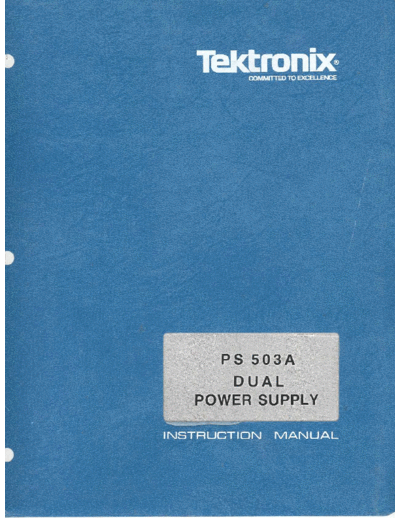 Tektronix®
COMMITTED TO EXCELLENCE
PS 503A
DUAL
POWER SUPPLY
INSTRUCTION MANUAL